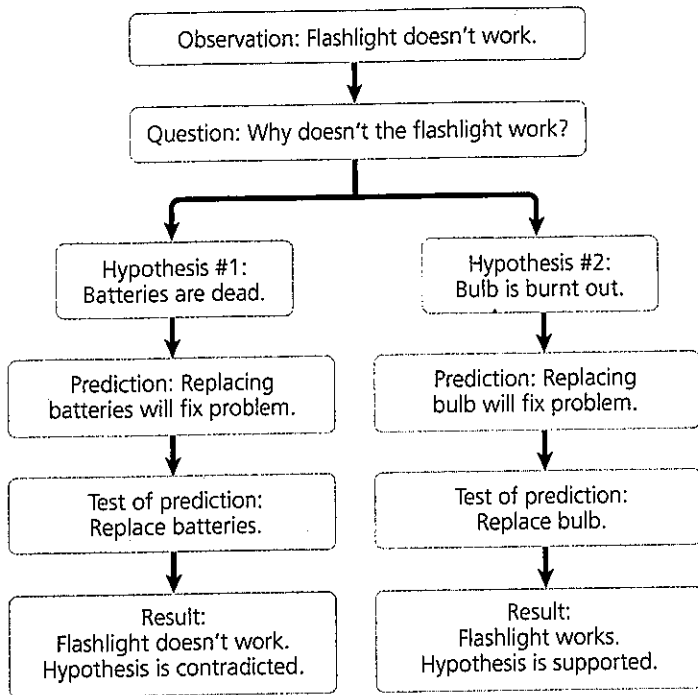 Observation: Flashlight doesn't work.
Question: Why doesn't the flashlight work?
Hypothesis #1:
Batteries are dead.
Prediction: Replacing
batteries will fix problem.
Test of prediction:
Replace batteries.
Result:
Flashlight doesn't work.
Hypothesis is contradicted.
Hypothesis #2:
Bulb is burnt out.
Prediction: Replacing
bulb will fix problem.
Test of prediction:
Replace bulb.
Result:
Flashlight works.
Hypothesis is supported.